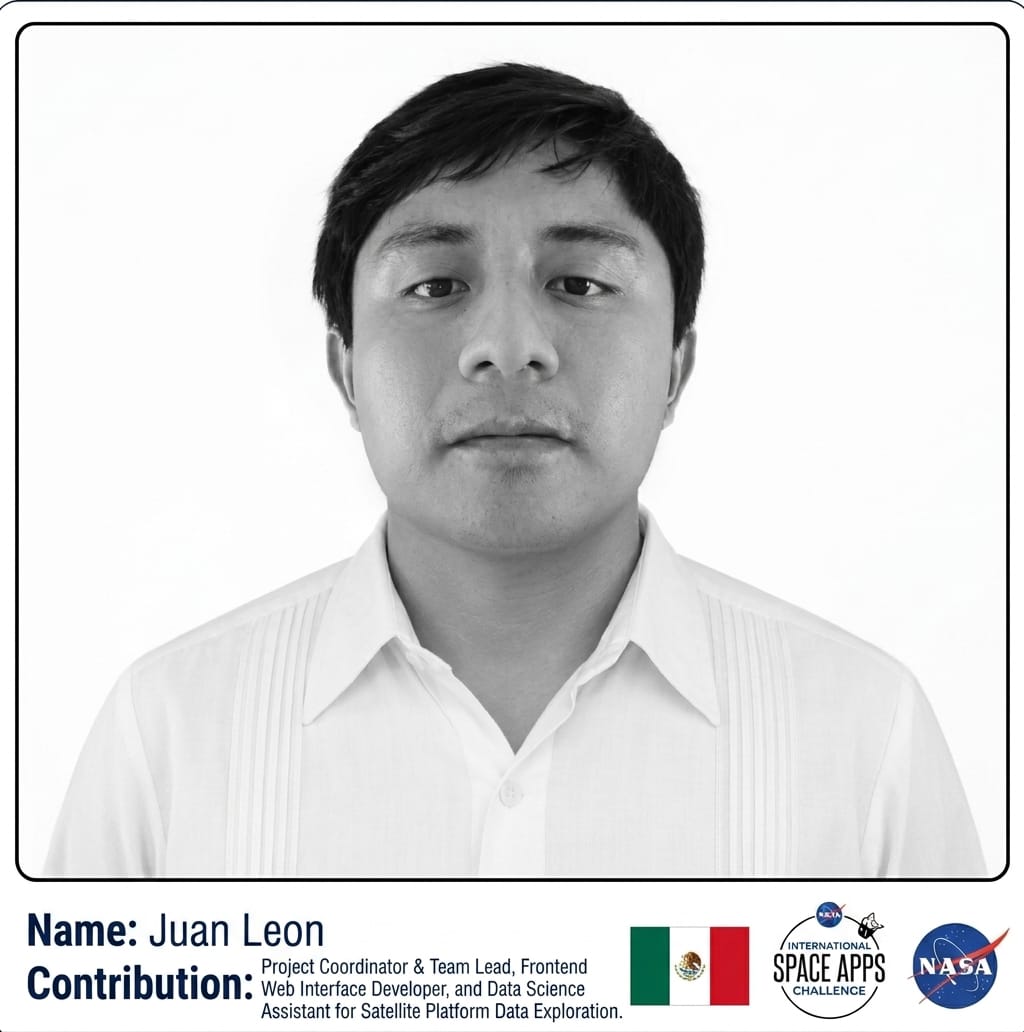 Name: Juan Leon
Contribution: Project Coordinator & Team Lead, Frontend
Web Interface Developer, and Data Science
Assistant for Satellite Platform Data Exploration.
NASA
INTERNATIONAL
SPACE APPS
CHALLENGE
NASA